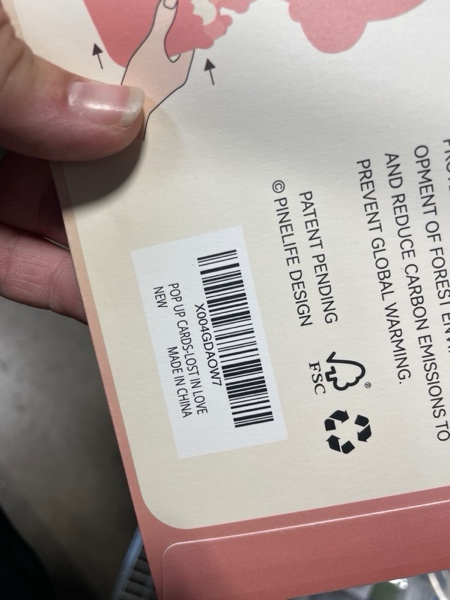 OPMENT OF FOREST
AND REDUCE CARBON EMISSIONS TO
PREVENT GLOBAL WARMING.
PATENT PENDING
© PINELIFE DESIGN
FSC®
X004GDAOW7
POP UP CARDS-LOST IN LOVE
NEW
MADE IN CHINA